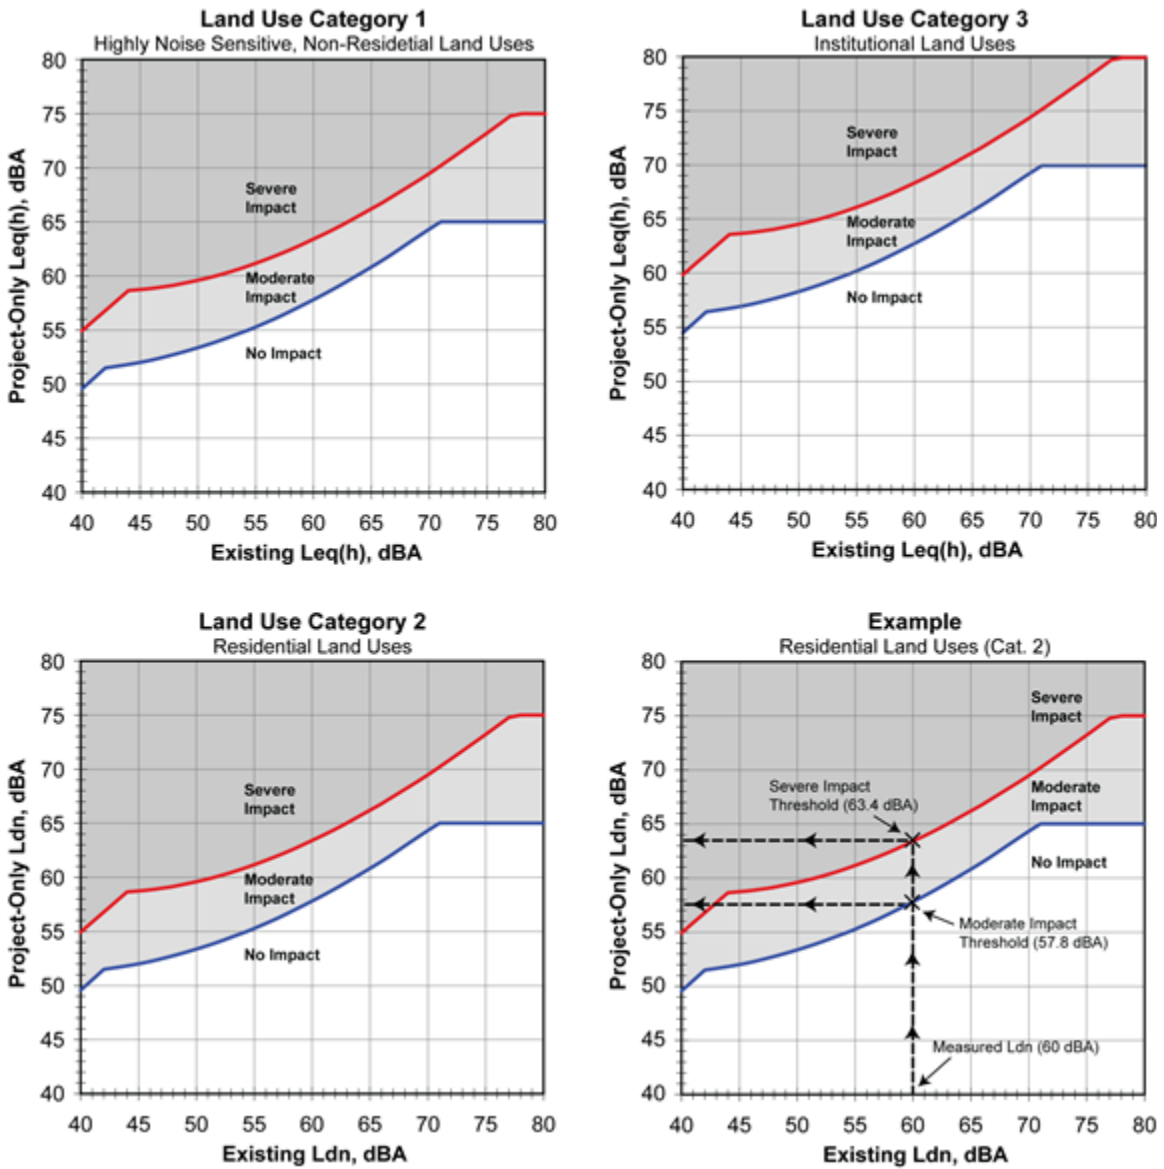 Land Use Category 1
Highly Noise Sensitive, Non-Residetial Land Uses
80
75
70
65
60
55
50
45
40
Project-Only Leq(h), dBA
Severe
Impact
Moderate
Impact
No Impact
40 45 50 55 60 65 70 75 80
Existing Leq(h), dBA
Land Use Category 3
Institutional Land Uses
80
75
70
65
60
55
50
45
40
Project-Only Leq(h), dBA
Severe
Impact
Moderate
Impact
No Impact
40 45 50 55 60 65 70 75 80
Existing Leq(h), dBA
Land Use Category 2
Residential Land Uses
80
75
70
65
60
55
50
45
40
Project-Only Ldn, dBA
Severe
Impact
Moderate
Impact
No Impact
40 45 50 55 60 65 70 75 80
Existing Ldn, dBA
Example
Residential Land Uses (Cat. 2)
80
75
70
65
60
55
50
45
40
Project-Only Ldn, dBA
Severe
Impact
Severe Impact
Threshold (63.4 dBA)
Moderate
Impact
No Impact
Moderate Impact
Threshold (57.8 dBA)
Measured Ldn (60 dBA)
40 45 50 55 60 65 70 75 80
Existing Ldn, dBA